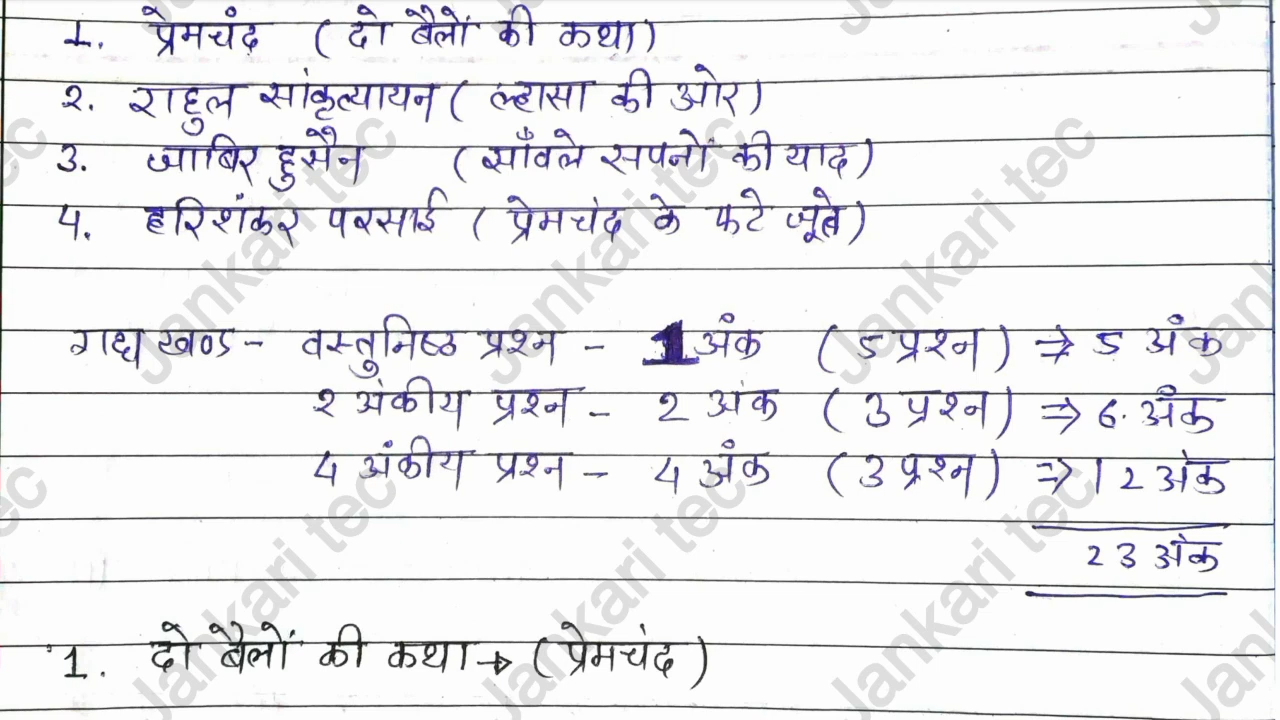 1. प्रेमचंद ( दो बैलों की कथा)
2. राहुल सांकृत्यायन ( ल्हासा की ओर)
3. जाबिर हुसैन ( साँवले सपनों की याद)
4. हरिशंकर परसाई ( प्रेमचंद के फटे जूते)
गद्य खण्ड - वस्तुनिष्ठ प्रश्न - 1 अंक ( 5 प्रश्न ) ⇒ 5 अंक
2 अंकीय प्रश्न - 2 अंक ( 3 प्रश्न ) ⇒ 6 अंक
4 अंकीय प्रश्न - 4 अंक ( 3 प्रश्न ) ⇒ 12 अंक
23 अंक
1. दो बैलों की कथा → ( प्रेमचंद )
Jankari tec